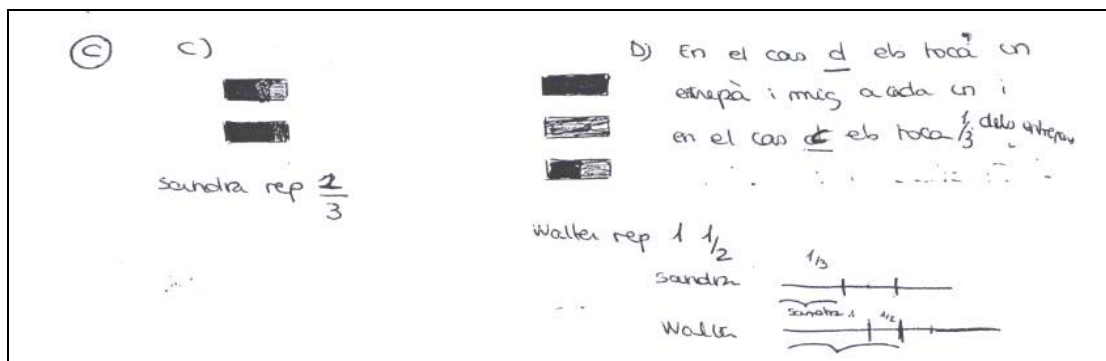 C C)
Sandra rep 2/3
D) En el cas d els toca un
entrepà i mig a cada un i
en el cas c els toca 1/3 dels entrepans
Walter rep 1 1/2
1/3
Sandra
Sandra 1 1/2
Walter